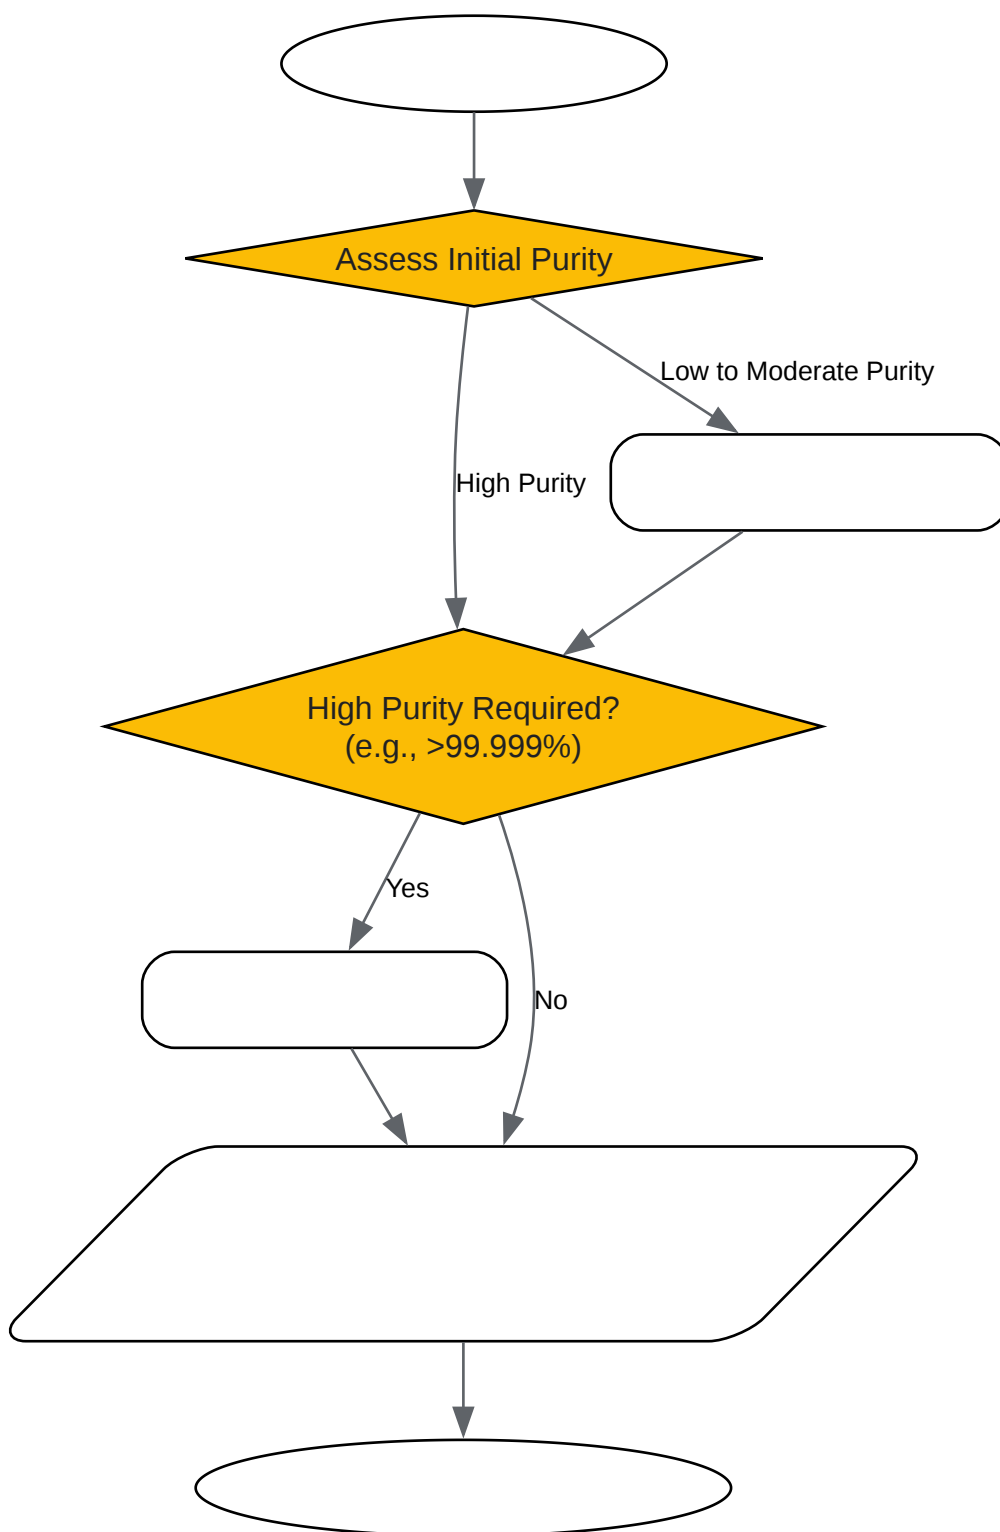 Assess Initial Purity
Low to Moderate Purity
High Purity
High Purity Required?
(e.g., >99.999%)
Yes
No